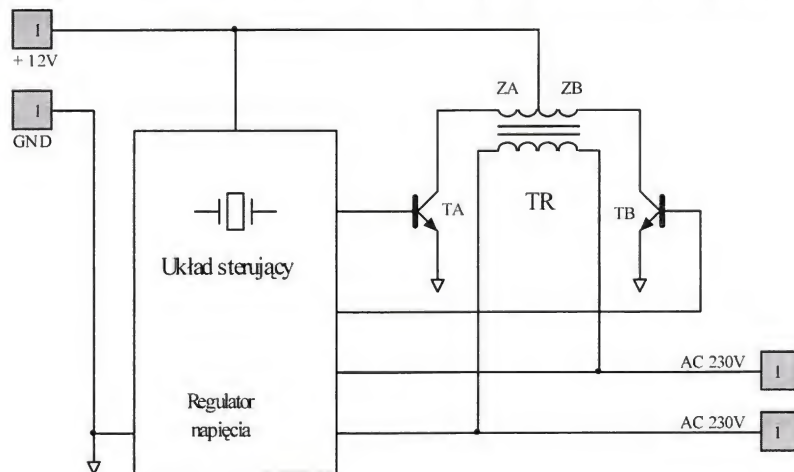 1
+ 12V
1
GND
ZA ZB
TA
TR
TB
Układ sterujący
Regulator
napięcia
AC 230V
1
AC 230V
1